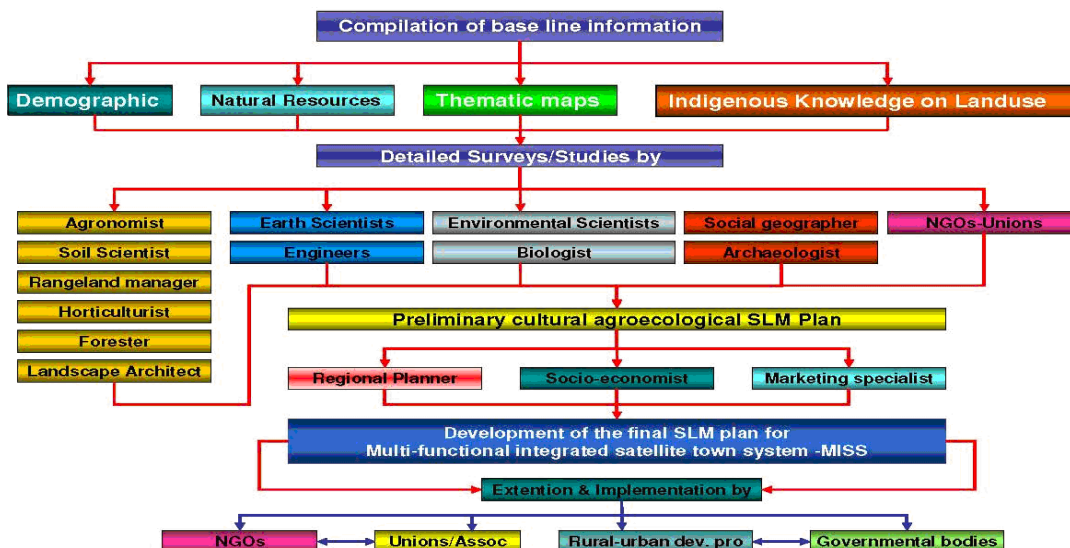 Compilation of base line information
Demographic
Natural Resources
Thematic maps
Indigenous Knowledge on Landuse
Detailed Surveys/Studies by
Agronomist
Earth Scientists
Environmental Scientists
Social geographer
NGOs-Unions
Soil Scientist
Engineers
Biologist
Archaeologist
Rangeland manager
Horticulturist
Forester
Landscape Architect
Preliminary cultural agroecological SLM Plan
Regional Planner
Socio-economist
Marketing specialist
Development of the final SLM plan for
Multi-functional integrated satellite town system -MISS
Extention & Implementation by
NGOs
Unions/Assoc
Rural-urban dev. pro
Governmental bodies